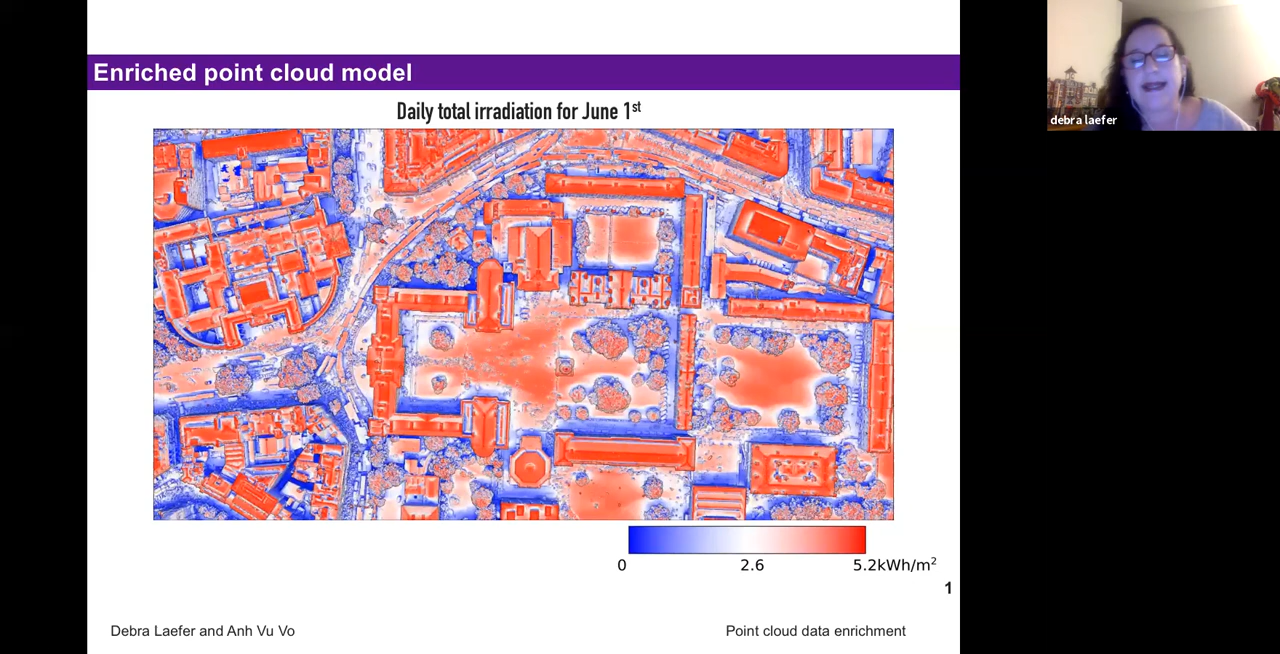 Enriched point cloud model
debra laefer
Daily total irradiation for June 1st
0 2.6 5.2kWh/m2
1
Debra Laefer and Anh Vu Vo Point cloud data enrichment